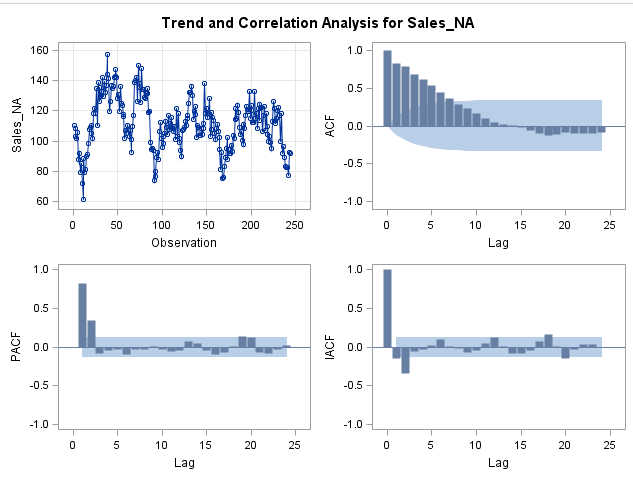 Trend and Correlation Analysis for Sales_NA
Sales_NA
160
140
120
100
80
60
0 50 100 150 200 250
Observation
ACF
1.0
0.5
0.0
-0.5
-1.0
0 5 10 15 20 25
Lag
PACF
1.0
0.5
0.0
-0.5
-1.0
0 5 10 15 20 25
Lag
IACF
1.0
0.5
0.0
-0.5
-1.0
0 5 10 15 20 25
Lag